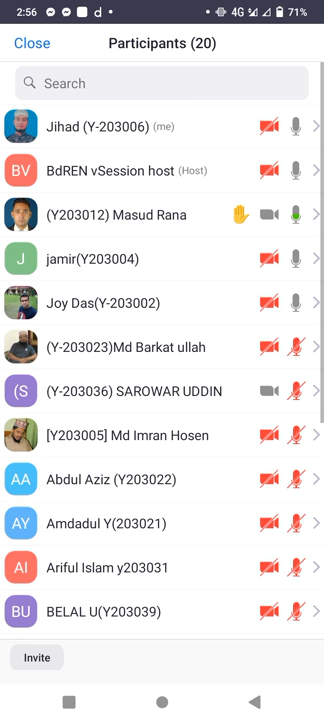 2:56 d 4G 71%
Close Participants (20)
Search
Jihad (Y-203006) (me)
BV BdREN vSession host (Host)
(Y203012) Masud Rana
J jamir(Y203004)
Joy Das(Y-203002)
(Y-203023)Md Barkat ullah
(S (Y-203036) SAROWAR UDDIN
[Y203005] Md Imran Hosen
AA Abdul Aziz (Y203022)
AY Amdadul Y(203021)
AI Ariful Islam y203031
BU BELAL U(Y203039)
Invite